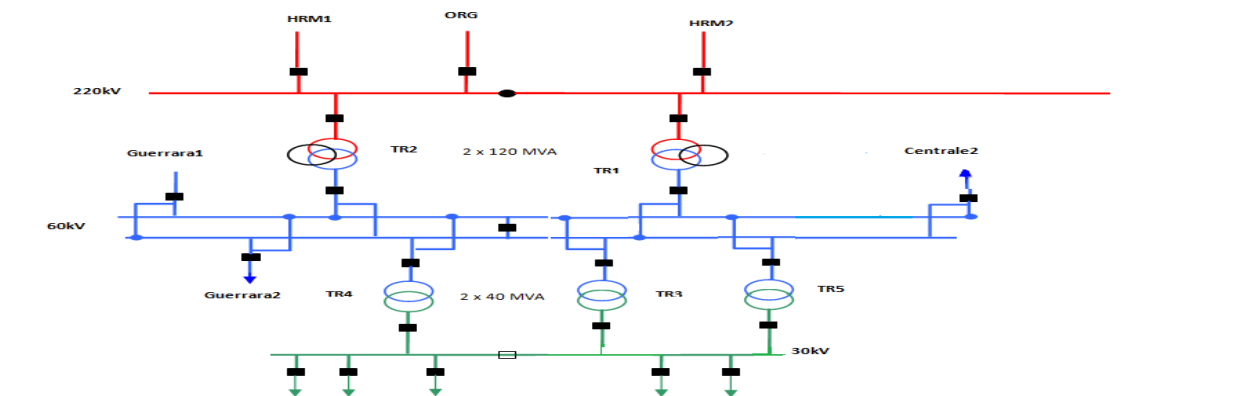 HRM1
ORG
HRM2
220kV
Guerrara1
TR2
2 x 120 MVA
TR1
Centrale2
60kV
Guerrara2
TR4
2 x 40 MVA
TR3
TR5
30kV